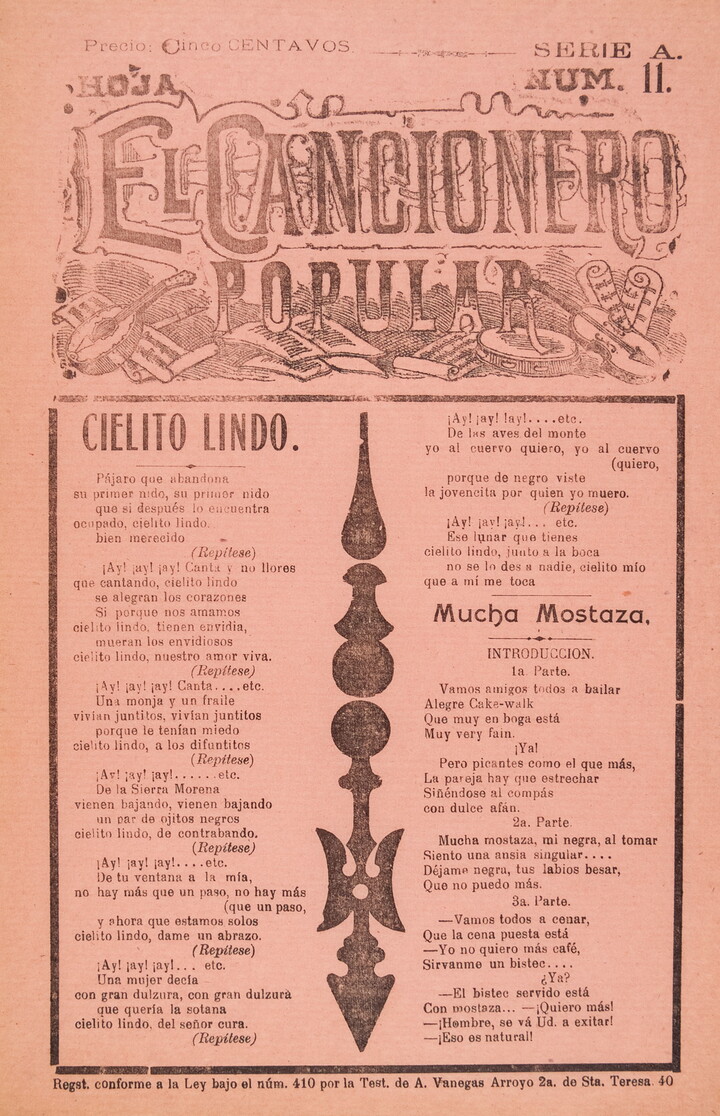 Precio: Cinco CENTAVOS.
SERIE A.
HOJA
NUM. 11.
EL CANCIONERO
POPULAR
CIELITO LINDO.
Pájaro que abandona
su primer nido, su primer nido
que si después lo encuentra
ocupado, cielito lindo.
bien merecido
(Repítese)
¡Ay! ¡ay! ¡ay! Canta y no llores
que cantando, cielito lindo
se alegran los corazones
Si porque nos amamos
cielito lindo, tienen envidia,
mueran los envidiosos
cielito lindo, nuestro amor viva.
(Repítese)
¡Ay! ¡ay! ¡ay! Canta....etc.
Una monja y un fraile
vivían juntitos, vivían juntitos
porque le tenían miedo
cielito lindo, a los difuntitos
(Repítese)
¡Ay! ¡ay! ¡ay!......etc.
De la Sierra Morena
vienen bajando, vienen bajando
un par de ojitos negros
cielito lindo, de contrabando.
(Repítese)
¡Ay! ¡ay! ¡ay!....etc.
De tu ventana a la mía,
no hay más que un paso, no hay más
(que un paso,
y ahora que estamos solos
cielito lindo, dame un abrazo.
(Repítese)
¡Ay! ¡ay! ¡ay!... etc.
Una mujer decía
con gran dulzura, con gran dulzura
que quería la sotana
cielito lindo, del señor cura.
(Repítese)
¡Ay! ¡ay! ¡ay!....etc.
De las aves del monte
yo al cuervo quiero, yo al cuervo
(quiero,
porque de negro viste
la jovencita por quien yo muero.
(Repítese)
¡Ay! ¡ay! ¡ay!... etc.
Ese lunar que tienes
cielito lindo, junto a la boca
no se lo des a nadie, cielito mío
que a mí me toca
Mucha Mostaza,
INTRODUCCION.
1a. Parte.
Vamos amigos todos a bailar
Alegre Cake-walk
Que muy en boga está
Muy very fain.
¡Ya!
Pero picantes como el que más,
La pareja hay que estrechar
Siñéndose al compás
con dulce afán.
2a. Parte.
Mucha mostaza, mi negra, al tomar
Siento una ansia singular....
Déjame negra, tus labios besar,
Que no puedo más.
3a. Parte.
—Vamos todos a cenar,
Que la cena puesta está
—Yo no quiero más café,
Sirvanme un bistec....
¿Ya?
—El bistec servido está
Con mostaza... —¡Quiero más!
—¡Hombre, se vá Ud. a exitar!
—¡Eso es natural!
Regst. conforme a la Ley bajo el núm. 410 por la Test. de A. Vanegas Arroyo 2a. de Sta. Teresa 40